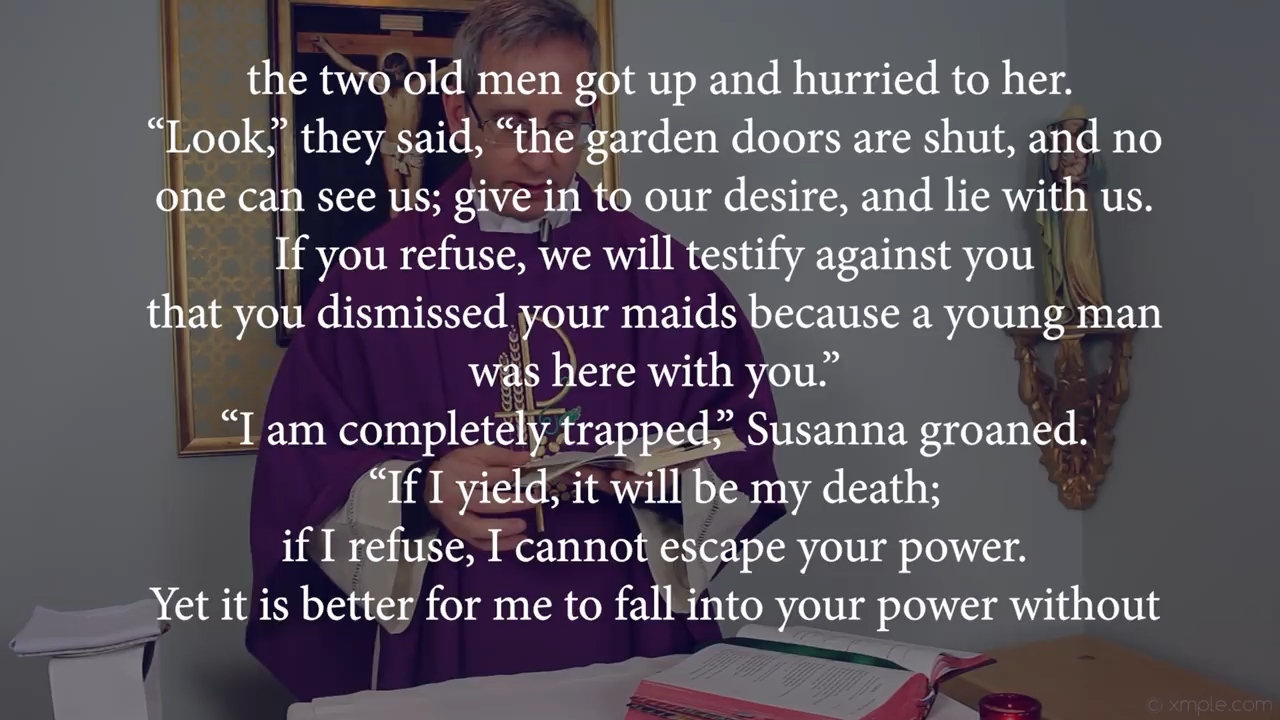 the two old men got up and hurried to her.
“Look,” they said, “the garden doors are shut, and no
one can see us; give in to our desire, and lie with us.
If you refuse, we will testify against you
that you dismissed your maids because a young man
was here with you.”
“I am completely trapped,” Susanna groaned.
“If I yield, it will be my death;
if I refuse, I cannot escape your power.
Yet it is better for me to fall into your power without
© xmple.com